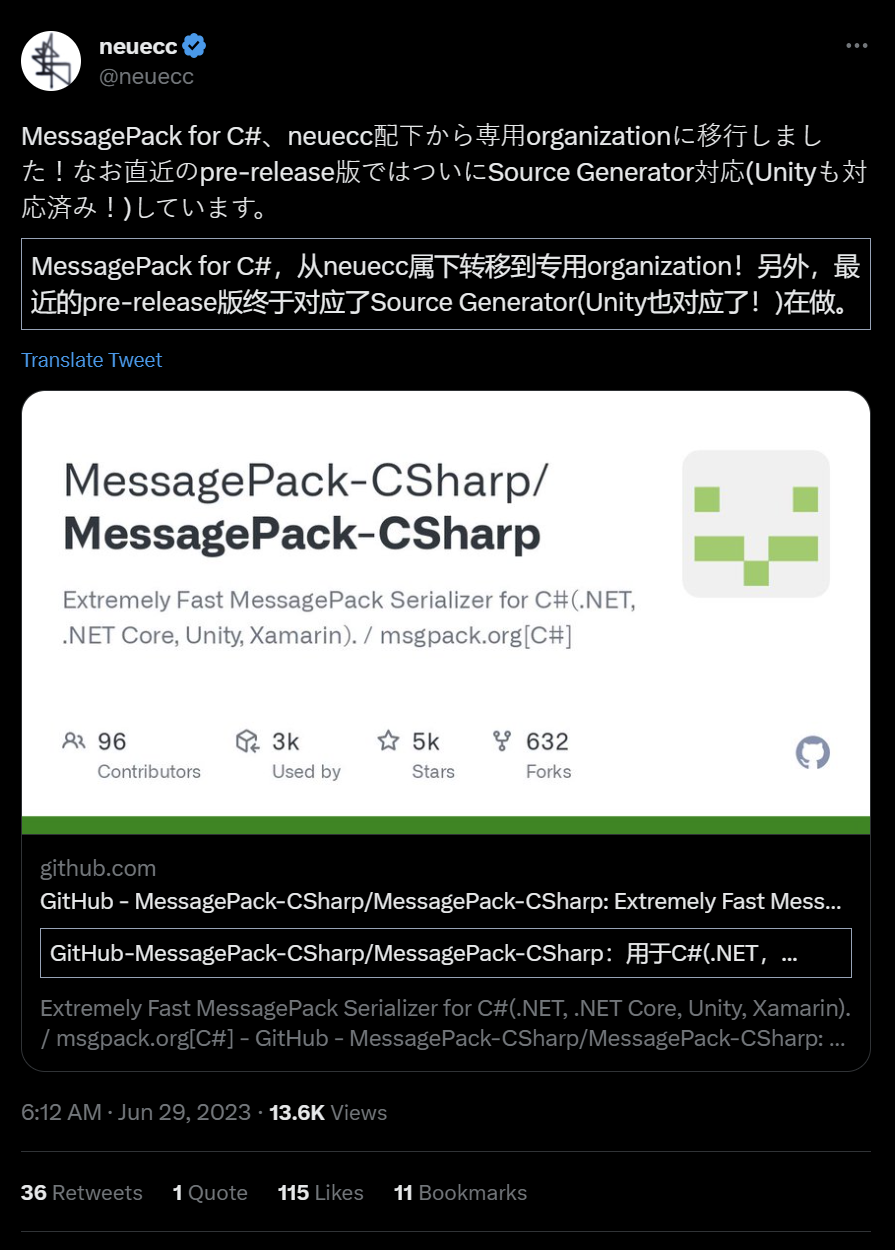 neuecc
@neuecc
MessagePack for C#、neuecc配下から専用organizationに移行しまし
た！なお直近のpre-release版ではついにSource Generator対応(Unityも対
応済み！)しています。
MessagePack for C#，从neuecc属下转移到专用organization！另外，最
近的pre-release版终于对应了Source Generator(Unity也对应了！)在做。
Translate Tweet
MessagePack-CSharp/
MessagePack-CSharp
Extremely Fast MessagePack Serializer for C#(.NET,
.NET Core, Unity, Xamarin). / msgpack.org[C#]
96 3k 5k 632
Contributors Used by Stars Forks
github.com
GitHub - MessagePack-CSharp/MessagePack-CSharp: Extremely Fast Mess...
GitHub-MessagePack-CSharp/MessagePack-CSharp：用于C#(.NET，...
Extremely Fast MessagePack Serializer for C#(.NET, .NET Core, Unity, Xamarin).
/ msgpack.org[C#] - GitHub - MessagePack-CSharp/MessagePack-CSharp: ...
6:12 AM · Jun 29, 2023 · 13.6K Views
36 Retweets 1 Quote 115 Likes 11 Bookmarks